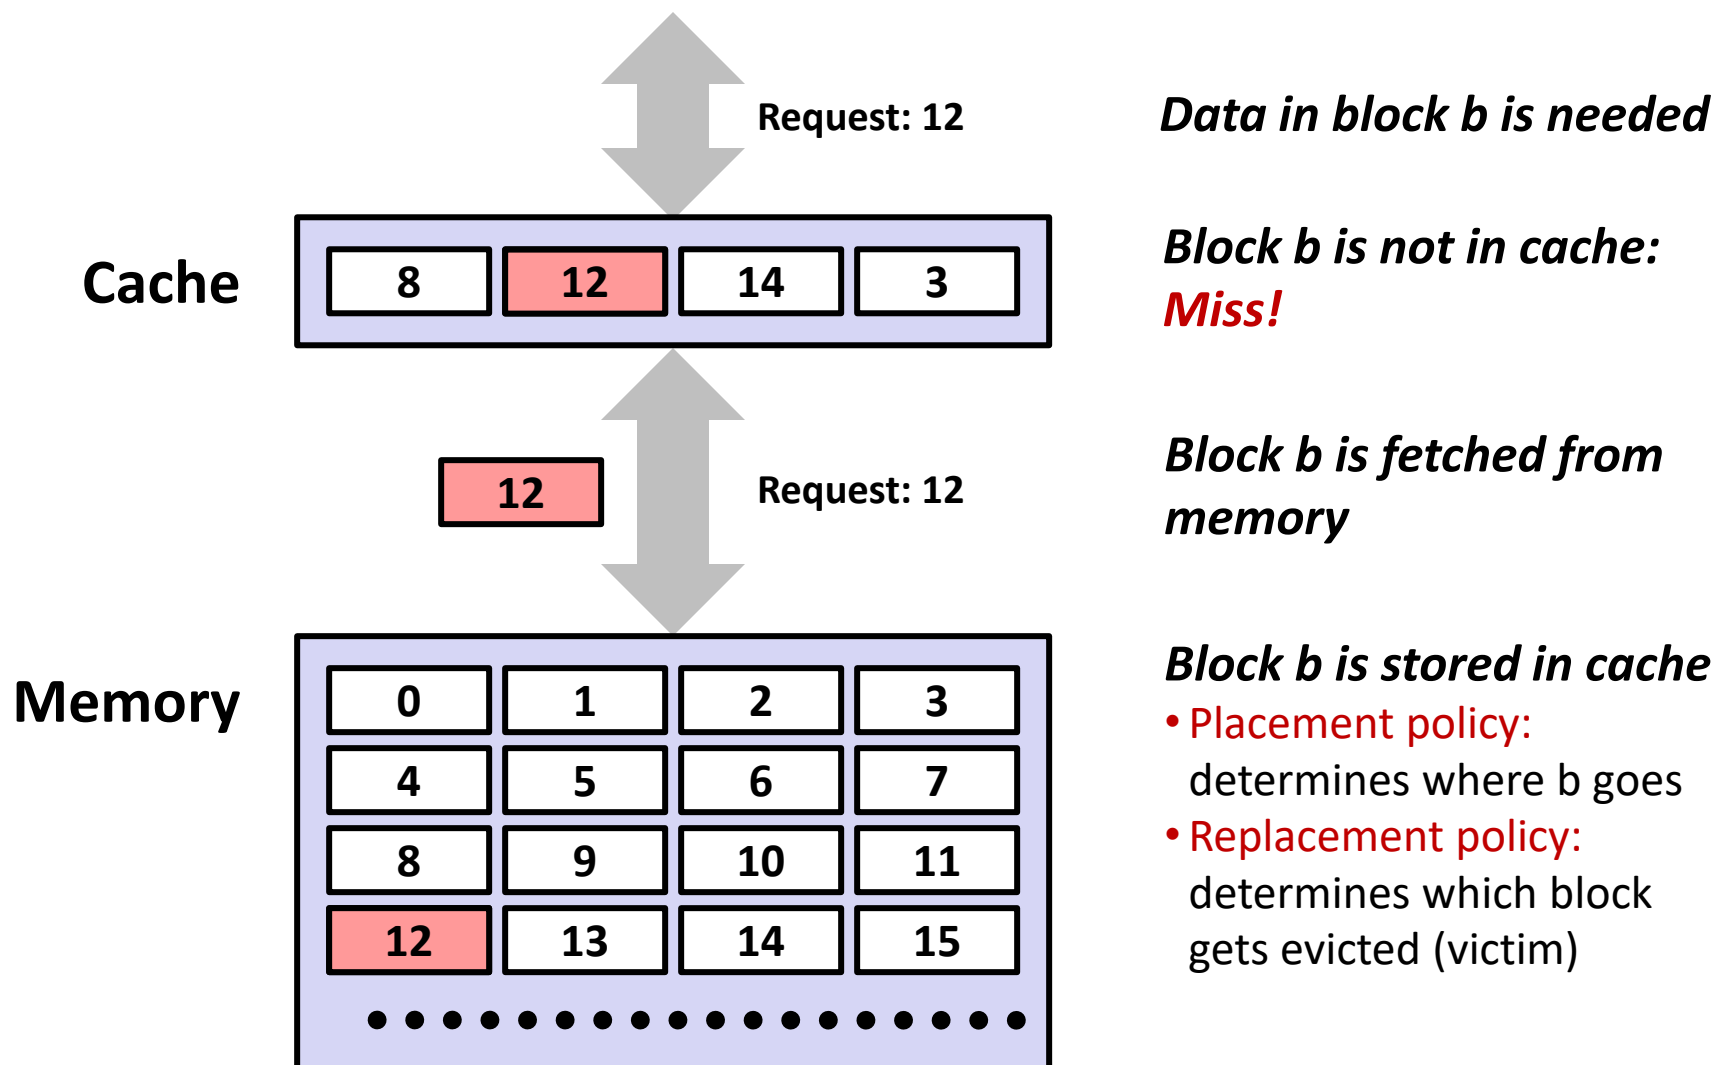 Request: 12
Data in block b is needed
Cache
8 12 14 3
Block b is not in cache:
Miss!
12
Request: 12
Block b is fetched from
memory
Memory
0 1 2 3
4 5 6 7
8 9 10 11
12 13 14 15
Block b is stored in cache
• Placement policy:
determines where b goes
• Replacement policy:
determines which block
gets evicted (victim)